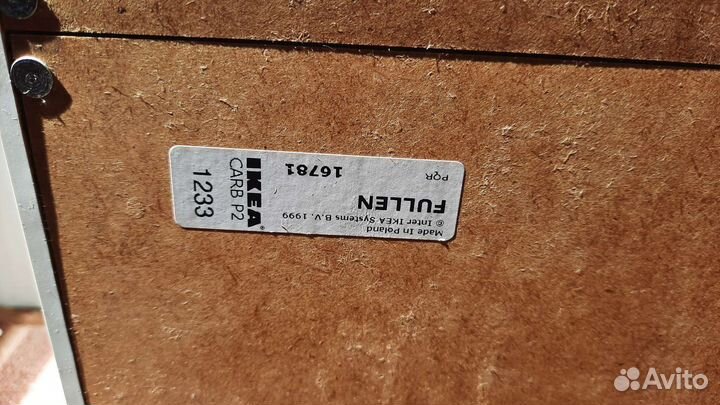 Made In Poland
© Inter IKEA Systems B.V. 1999
FULLEN
16781
PQR
IKEA®
CARB P2
1233
Avito